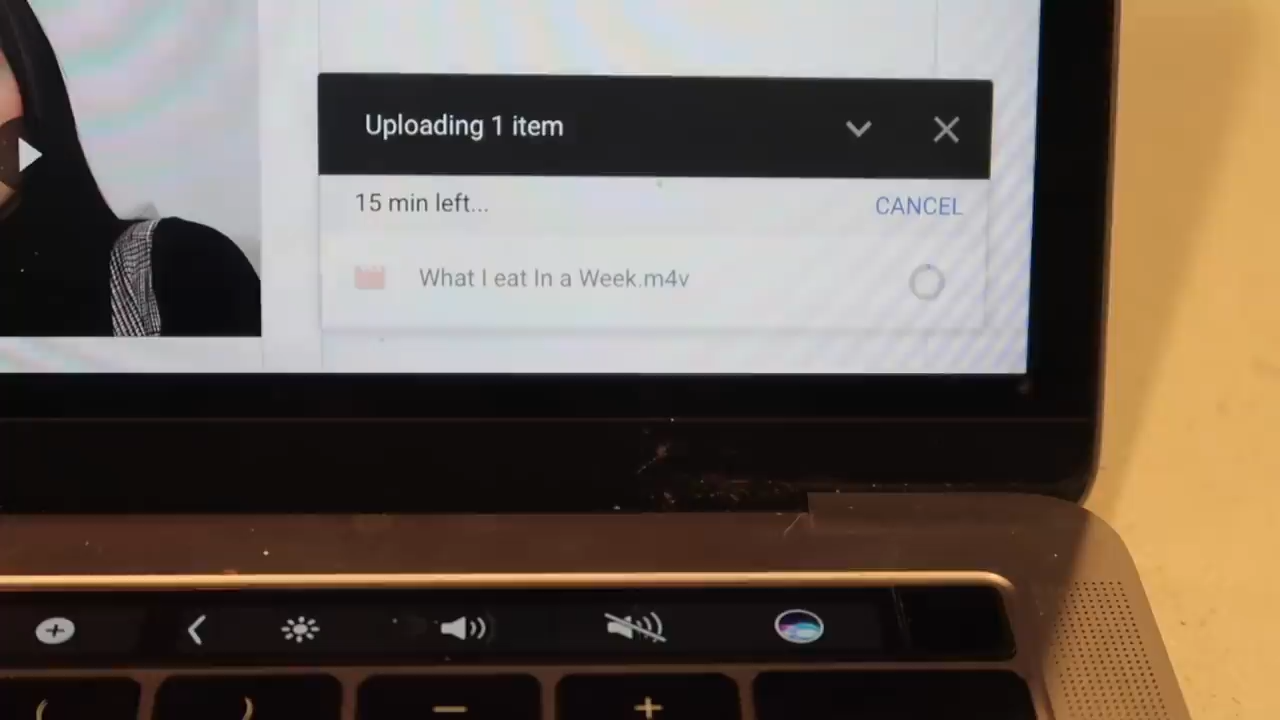 Uploading 1 item
15 min left...
CANCEL
What I eat In a Week.m4v
( ) - +